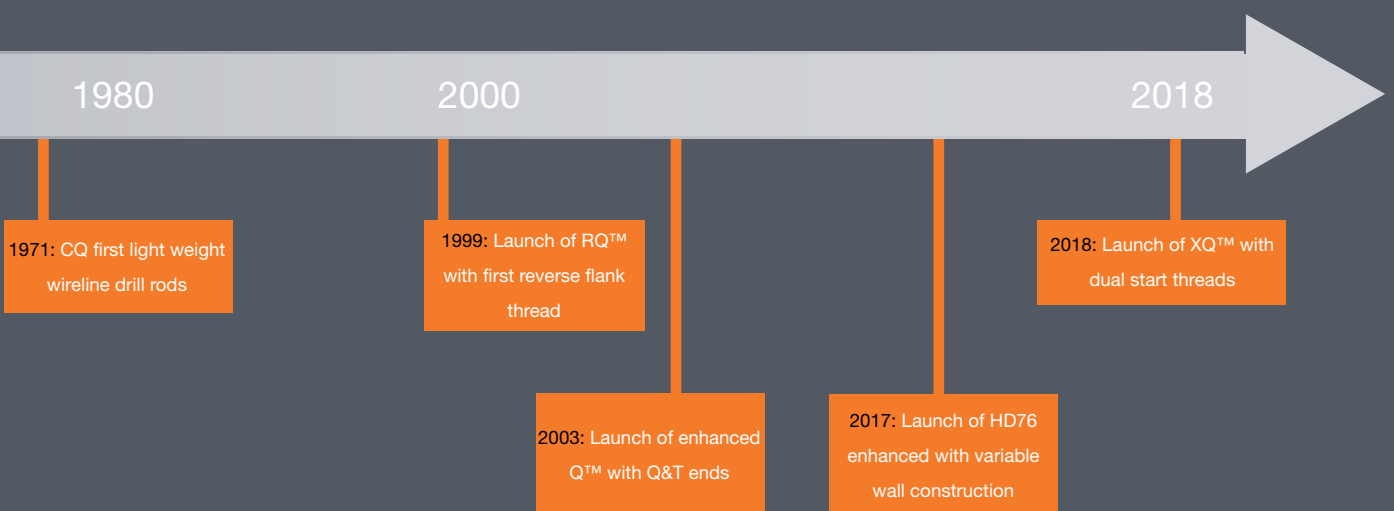 1980
2000
2018
1971: CQ first light weight
wireline drill rods
1999: Launch of RQ™
with first reverse flank
thread
2003: Launch of enhanced
Q™ with Q&T ends
2017: Launch of HD76
enhanced with variable
wall construction
2018: Launch of XQ™ with
dual start threads